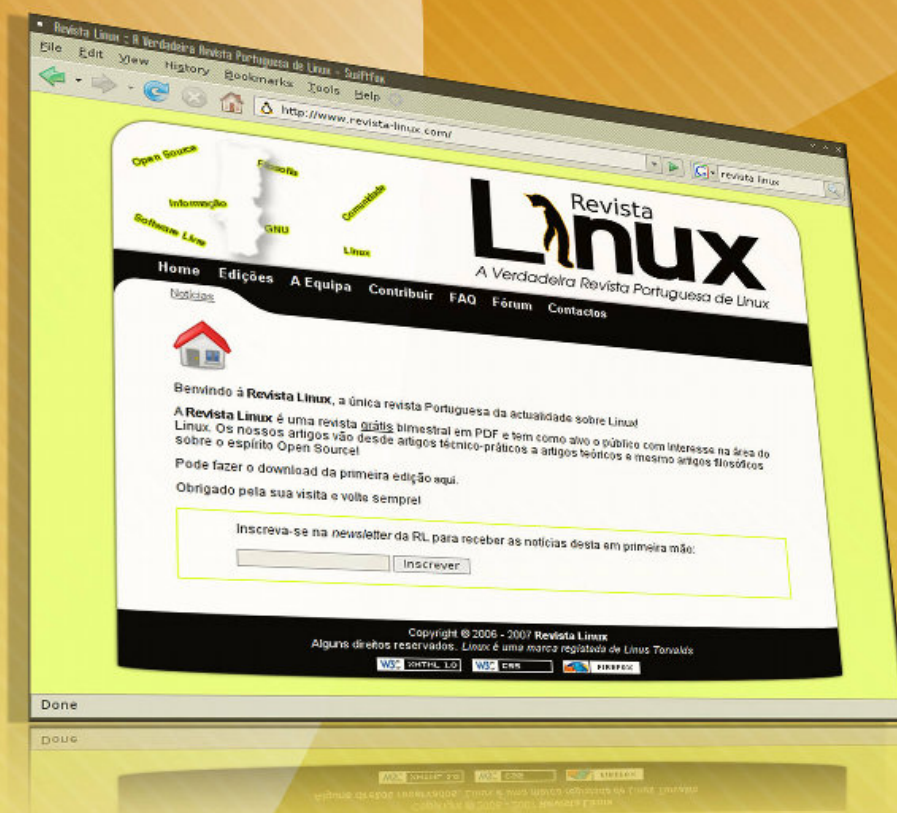 Revista Linux :: A Verdadeira Revista Portuguesa de Linux - Swiftfox
File Edit View History Bookmarks Tools Help
http://www.revista-linux.com/
revista linux
Open Source
Filosofia
Informação
Comunidade
Software Livre
GNU
Linux
Revista
Linux
A Verdadeira Revista Portuguesa de Linux
Home Edições A Equipa Contribuir FAQ Fórum Contactos
Notícias
Benvindo á Revista Linux, a única revista Portuguesa da actualidade sobre Linux!
A Revista Linux é uma revista grátis bimestral em PDF e tem como alvo o público com interesse na área do
Linux. Os nossos artigos vão desde artigos técnico-práticos a artigos teóricos e mesmo artigos filosóficos
sobre o espírito Open Source!
Pode fazer o download da primeira edição aqui.
Obrigado pela sua visita e volte sempre!
Inscreva-se na newsletter da RL para receber as notícias desta em primeira mão:
Inscrever
Copyright © 2006 - 2007 Revista Linux
Alguns direitos reservados. Linux é uma marca registada de Linus Torvalds
W3C XHTML 1.0 W3C CSS FIREFOX
Done